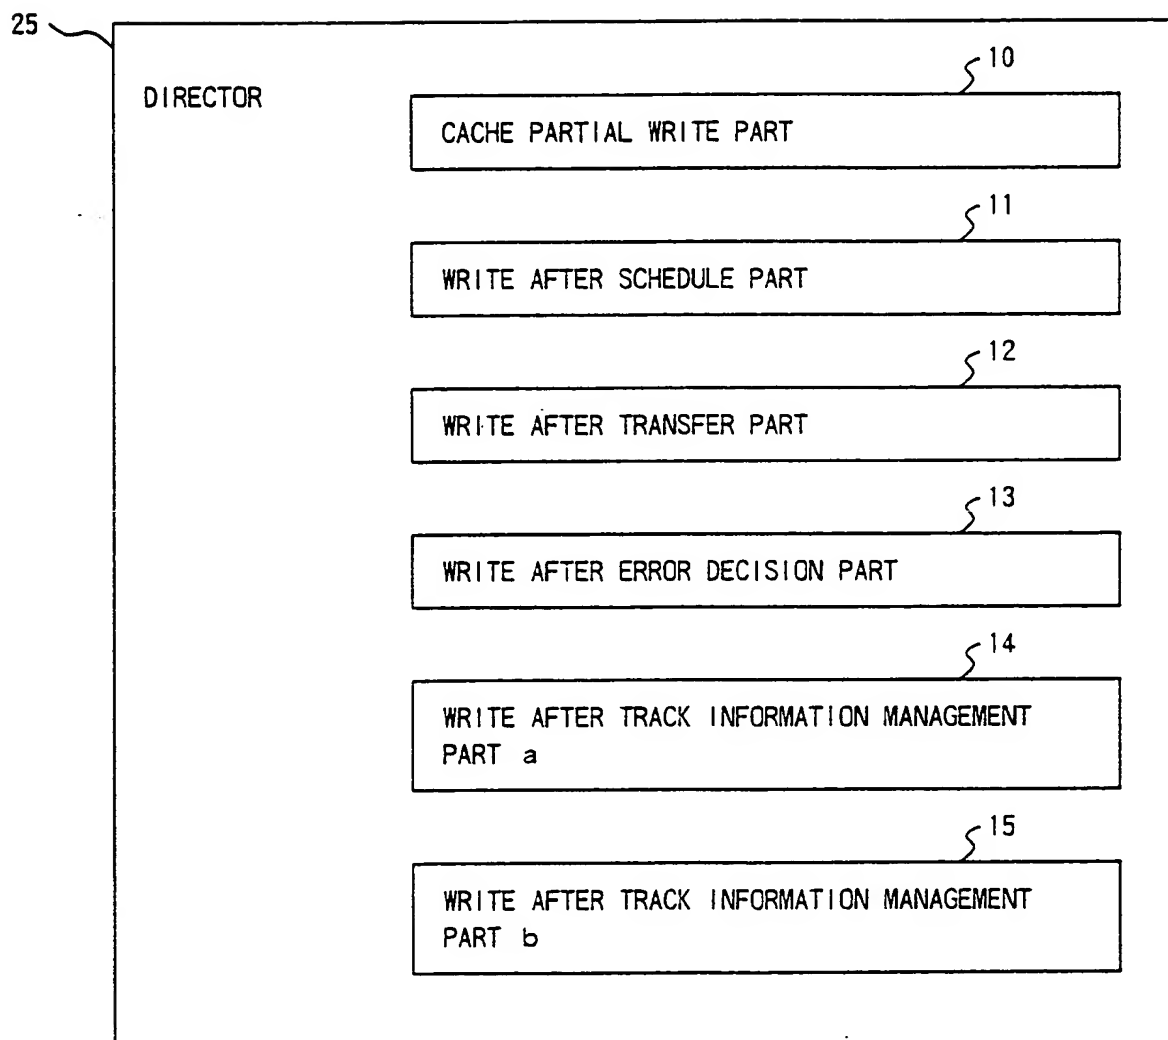 25
DIRECTOR
10
CACHE PARTIAL WRITE PART
11
WRITE AFTER SCHEDULE PART
12
WRITE AFTER TRANSFER PART
13
WRITE AFTER ERROR DECISION PART
14
WRITE AFTER TRACK INFORMATION MANAGEMENT
PART a
15
WRITE AFTER TRACK INFORMATION MANAGEMENT
PART b